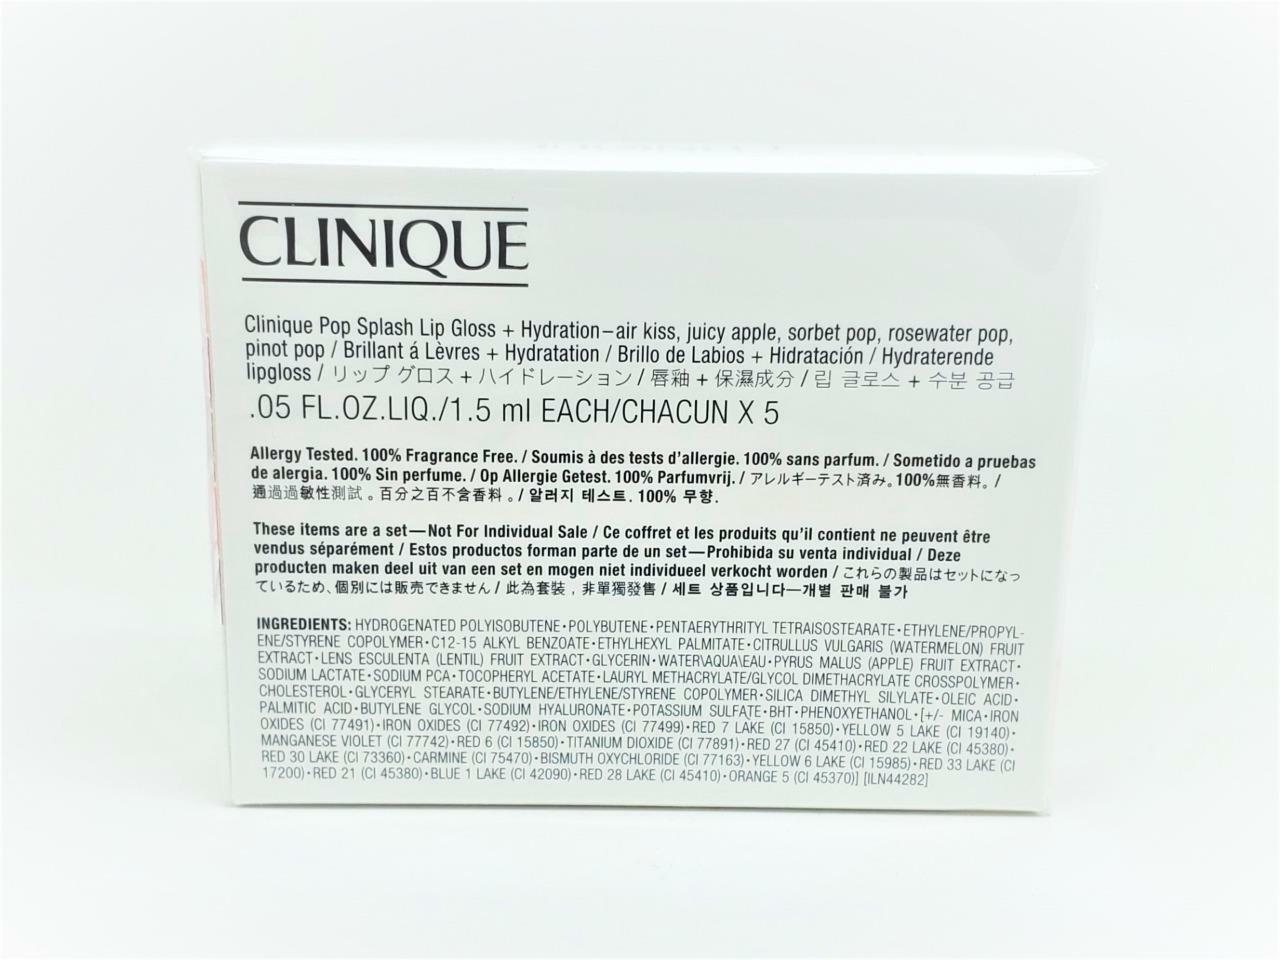 CLINIQUE
Clinique Pop Splash Lip Gloss + Hydration–air kiss, juicy apple, sorbet pop, rosewater pop,
pinot pop / Brillant á Lèvres + Hydratation / Brillo de Labios + Hidratación / Hydraterende
lipgloss / リップ グロス + ハイドレーション / 唇釉 + 保濕成分 / 립 글로스 + 수분 공급
.05 FL.OZ.LIQ./1.5 ml EACH/CHACUN X 5
Allergy Tested. 100% Fragrance Free. / Soumis à des tests d'allergie. 100% sans parfum. / Sometido a pruebas
de alergia. 100% Sin perfume. / Op Allergie Getest. 100% Parfumvrij. / アレルギーテスト済み。100%無香料。 /
通過過敏性測試 。百分之百不含香料 。/ 알러지 테스트. 100% 무향.
These items are a set—Not For Individual Sale / Ce coffret et les produits qu'il contient ne peuvent être
vendus séparément / Estos productos forman parte de un set—Prohibida su venta individual / Deze
producten maken deel uit van een set en mogen niet individueel verkocht worden / これらの製品はセットになっ
ているため、個別には販売できません / 此為套裝 , 非單獨發售 / 세트 상품입니다—개별 판매 불가
INGREDIENTS: HYDROGENATED POLYISOBUTENE•POLYBUTENE•PENTAERYTHRITYL TETRAISOSTEARATE•ETHYLENE/PROPYL-
ENE/STYRENE COPOLYMER•C12-15 ALKYL BENZOATE•ETHYLHEXYL PALMITATE•CITRULLUS VULGARIS (WATERMELON) FRUIT
EXTRACT•LENS ESCULENTA (LENTIL) FRUIT EXTRACT•GLYCERIN•WATER\AQUA\EAU•PYRUS MALUS (APPLE) FRUIT EXTRACT•
SODIUM LACTATE•SODIUM PCA•TOCOPHERYL ACETATE•LAURYL METHACRYLATE/GLYCOL DIMETHACRYLATE CROSSPOLYMER•
CHOLESTEROL•GLYCERYL STEARATE•BUTYLENE/ETHYLENE/STYRENE COPOLYMER•SILICA DIMETHYL SILYLATE•OLEIC ACID•
PALMITIC ACID•BUTYLENE GLYCOL•SODIUM HYALURONATE•POTASSIUM SULFATE•BHT•PHENOXYETHANOL•[+/- MICA•IRON
OXIDES (CI 77491)•IRON OXIDES (CI 77492)•IRON OXIDES (CI 77499)•RED 7 LAKE (CI 15850)•YELLOW 5 LAKE (CI 19140)•
MANGANESE VIOLET (CI 77742)•RED 6 (CI 15850)•TITANIUM DIOXIDE (CI 77891)•RED 27 (CI 45410)•RED 22 LAKE (CI 45380)•
RED 30 LAKE (CI 73360)•CARMINE (CI 75470)•BISMUTH OXYCHLORIDE (CI 77163)•YELLOW 6 LAKE (CI 15985)•RED 33 LAKE (CI
17200)•RED 21 (CI 45380)•BLUE 1 LAKE (CI 42090)•RED 28 LAKE (CI 45410)•ORANGE 5 (CI 45370)] [ILN44282]